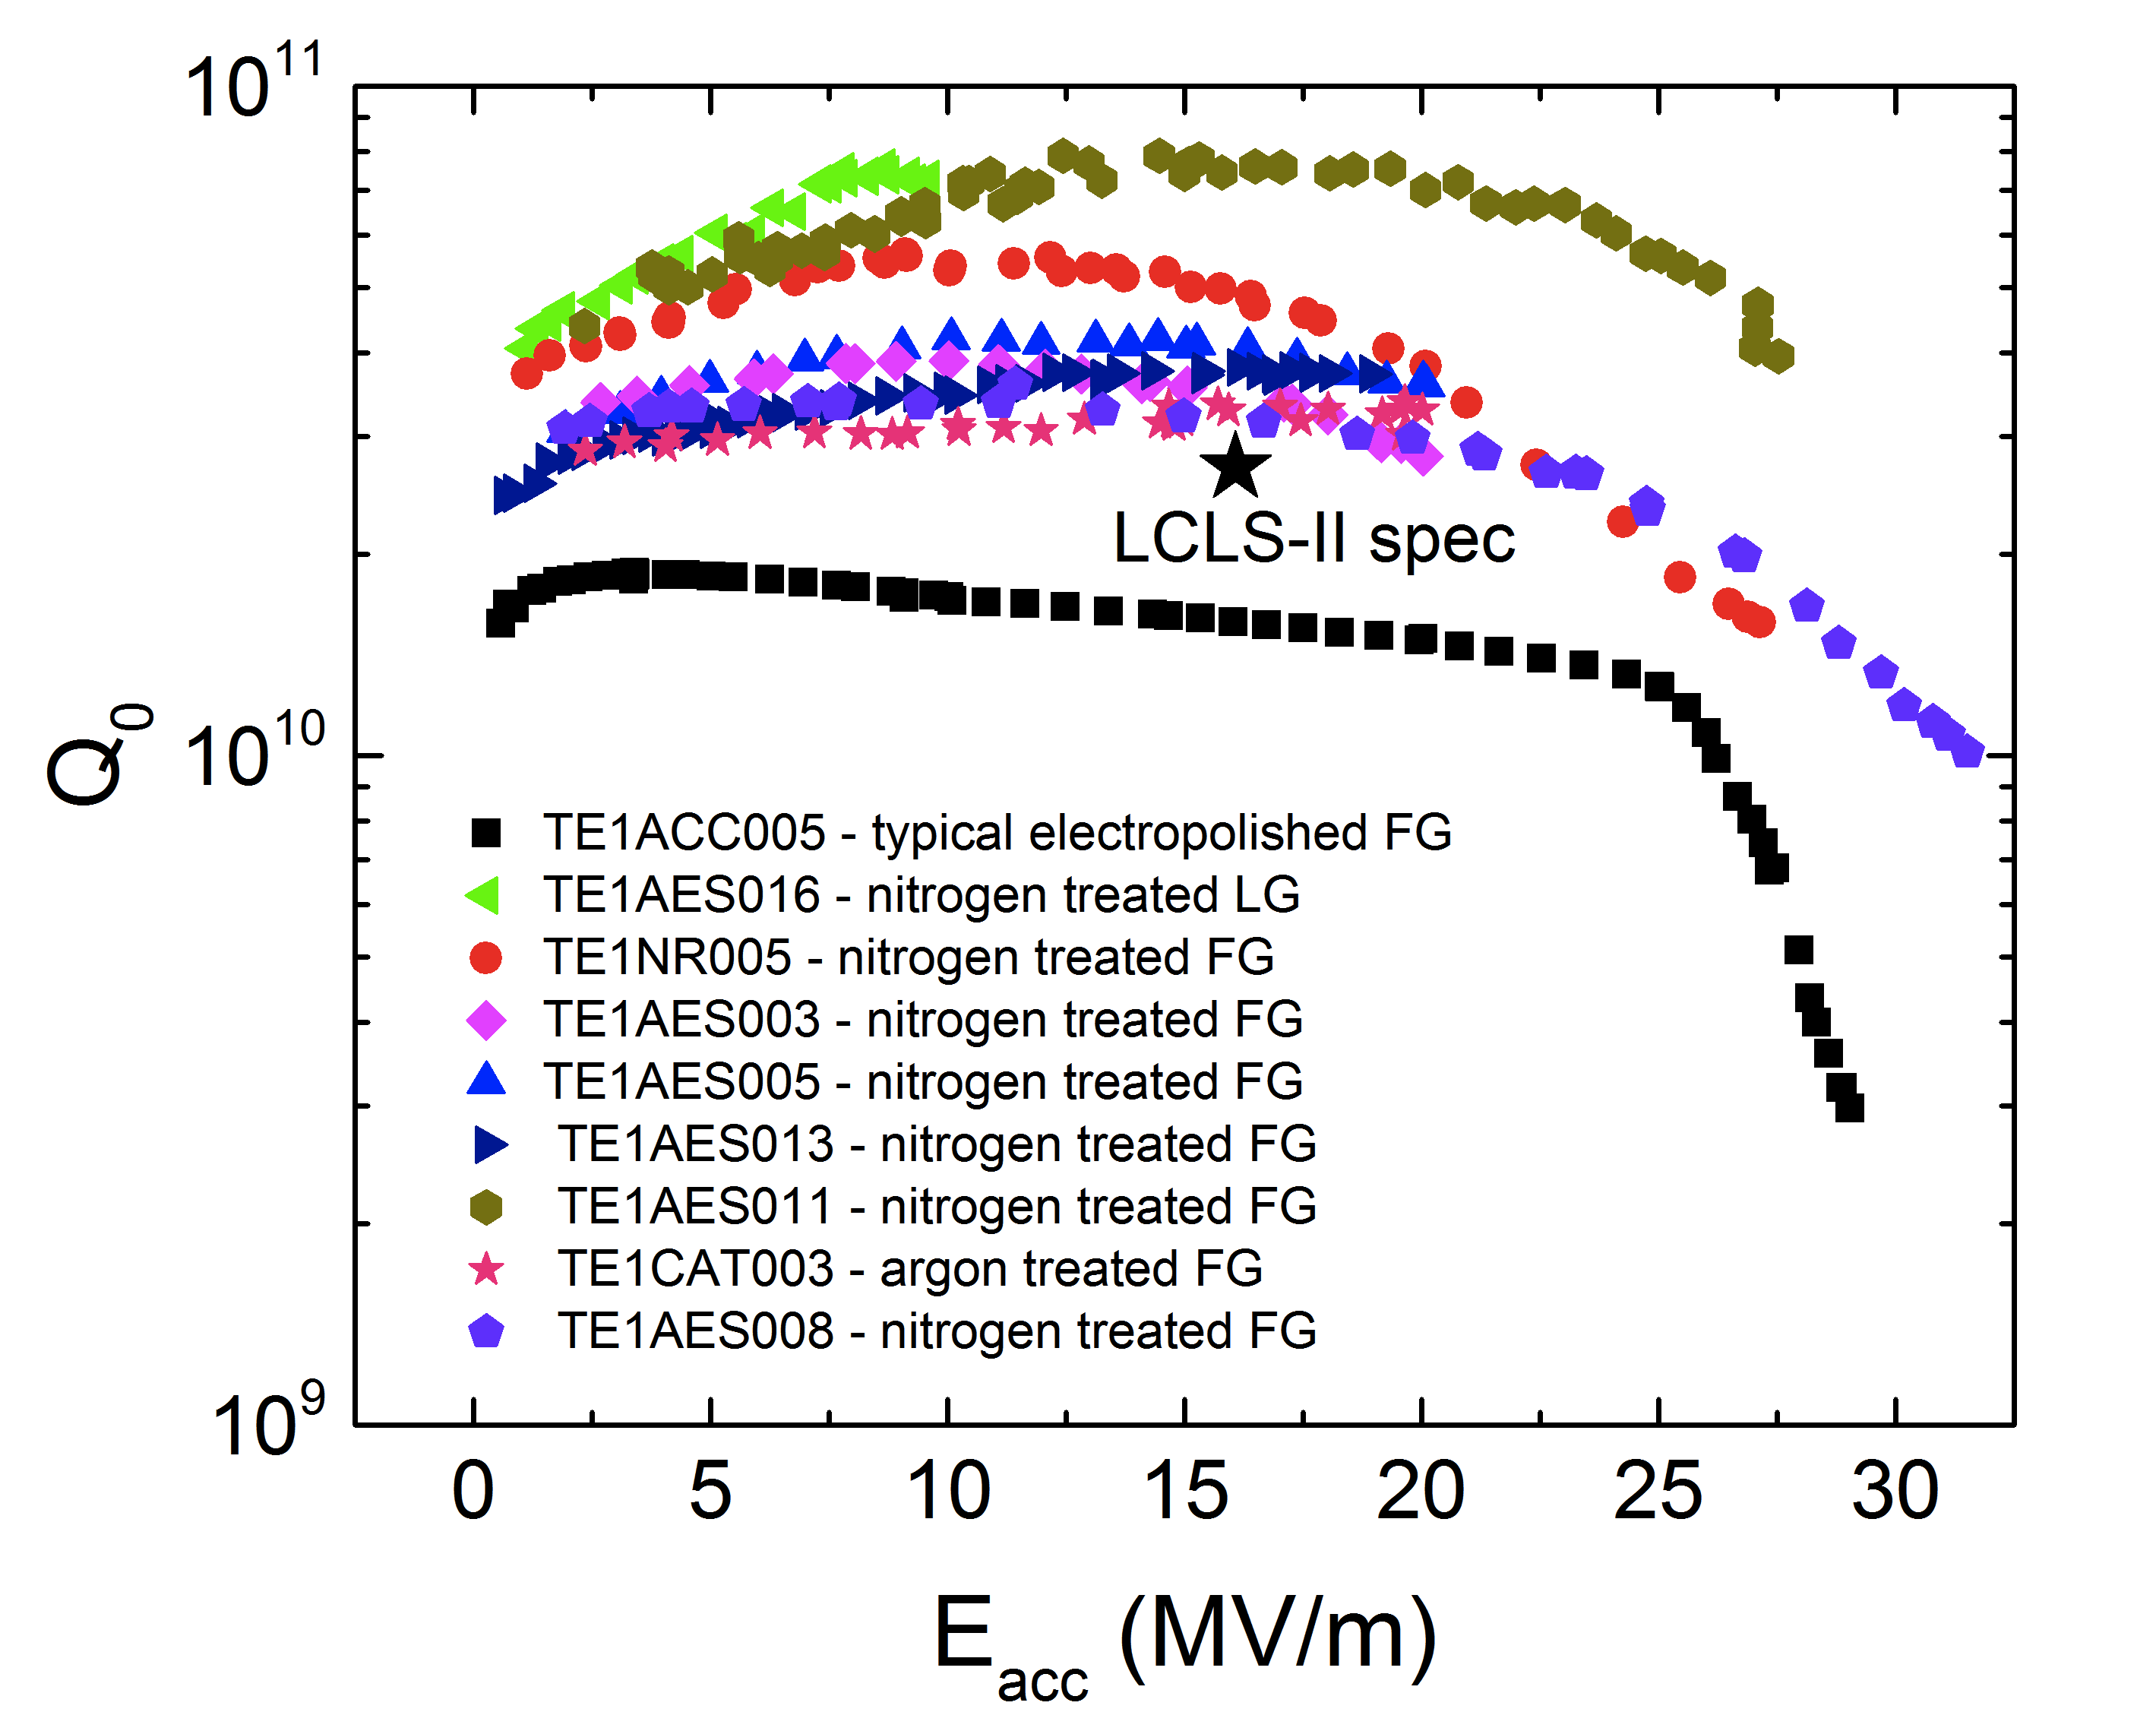 10^11
10^10
10^9
Q_0
LCLS-II spec
TE1ACC005 - typical electropolished FG
TE1AES016 - nitrogen treated LG
TE1NR005 - nitrogen treated FG
TE1AES003 - nitrogen treated FG
TE1AES005 - nitrogen treated FG
TE1AES013 - nitrogen treated FG
TE1AES011 - nitrogen treated FG
TE1CAT003 - argon treated FG
TE1AES008 - nitrogen treated FG
0 5 10 15 20 25 30
E_acc (MV/m)